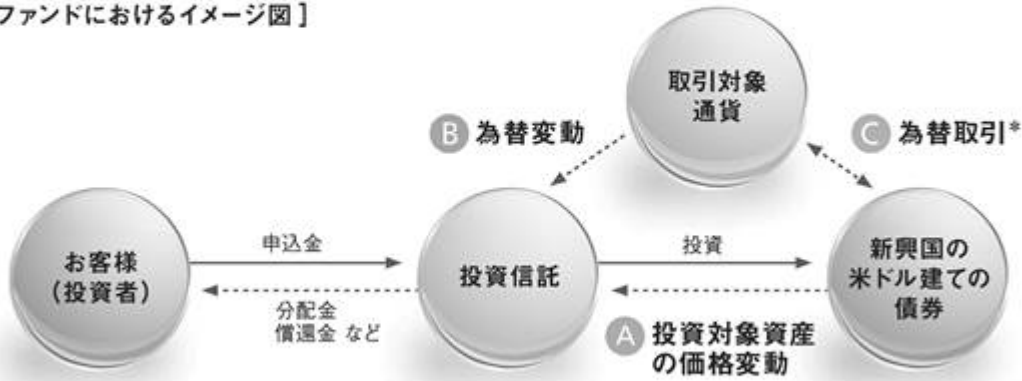 ファンドにおけるイメージ図 ]
取引対象
通貨
B 為替変動
C 為替取引*
お客様
(投資者)
申込金
分配金
償還金 など
投資信託
投資
新興国の
米ドル建ての
債券
A 投資対象資産
の価格変動